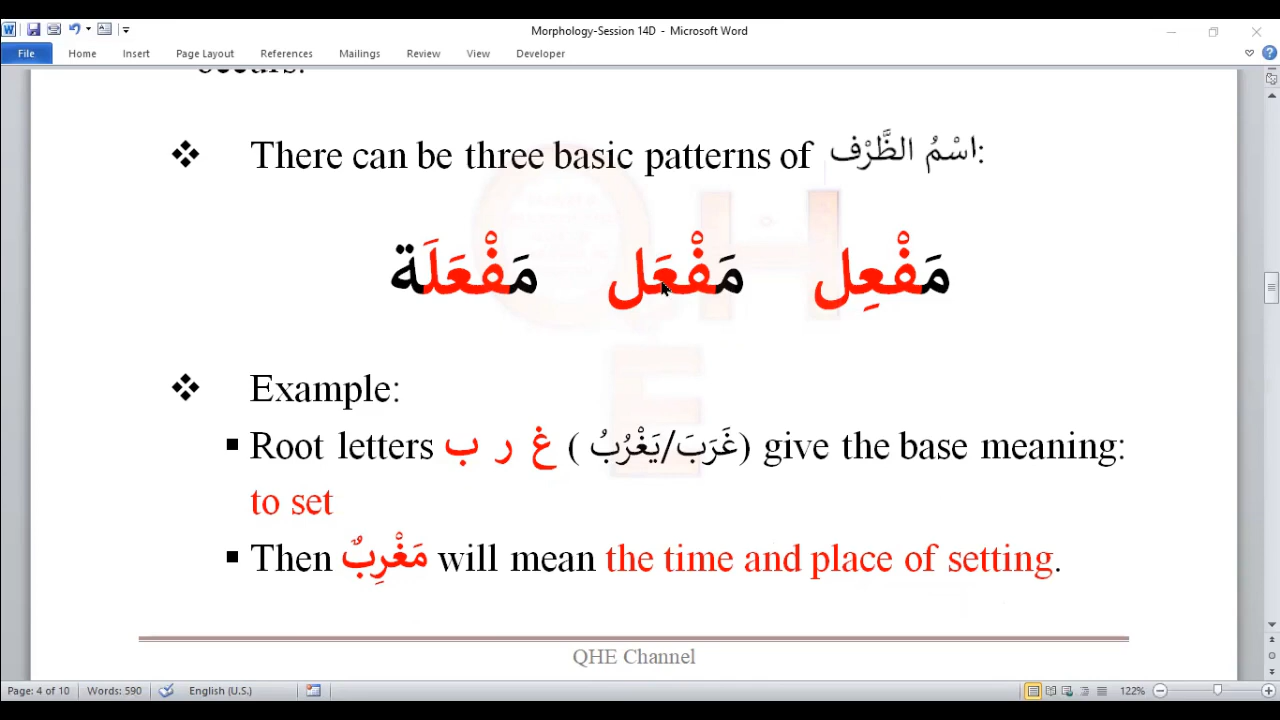 Morphology-Session 14D - Microsoft Word
File Home Insert Page Layout References Mailings Review View Developer
occurs.
❖ There can be three basic patterns of اسْمُ الظَّرْف:
مَفْعِل مَفْعَل مَفْعَلَة
❖ Example:
▪ Root letters غ ر ب (غَرَبَ/يَغْرُبُ) give the base meaning:
to set
▪ Then مَغْرِبٌ will mean the time and place of setting.
QHE Channel
Page: 4 of 10 Words: 590 English (U.S.) 122%